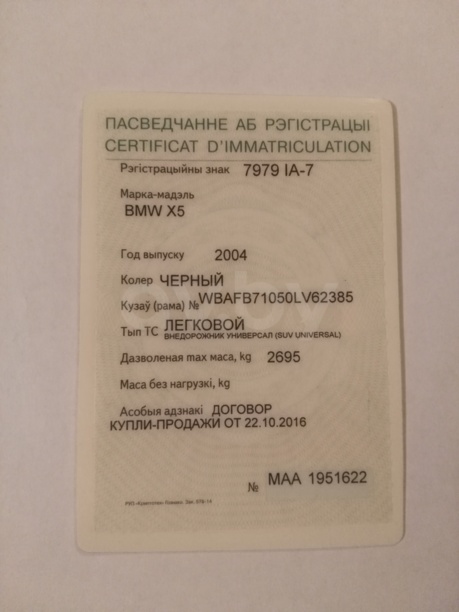 ПАСВЕДЧАННЕ АБ РЭГІСТРАЦЫІ
CERTIFICAT D'IMMATRICULATION
Рэгістрацыйны знак 7979 IA-7
Марка-мадэль
BMW X5
Год выпуску 2004
Колер ЧЕРНЫЙ
Кузаў (рама) № WBAFB71050LV62385
Тып ТС ЛЕГКОВОЙ
ВНЕДОРОЖНИК УНИВЕРСАЛ (SUV UNIVERSAL)
Дазволеная max маса, kg 2695
Маса без нагрузкі, kg
Асобыя адзнакі ДОГОВОР
КУПЛИ-ПРОДАЖИ ОТ 22.10.2016
№ МАА 1951622